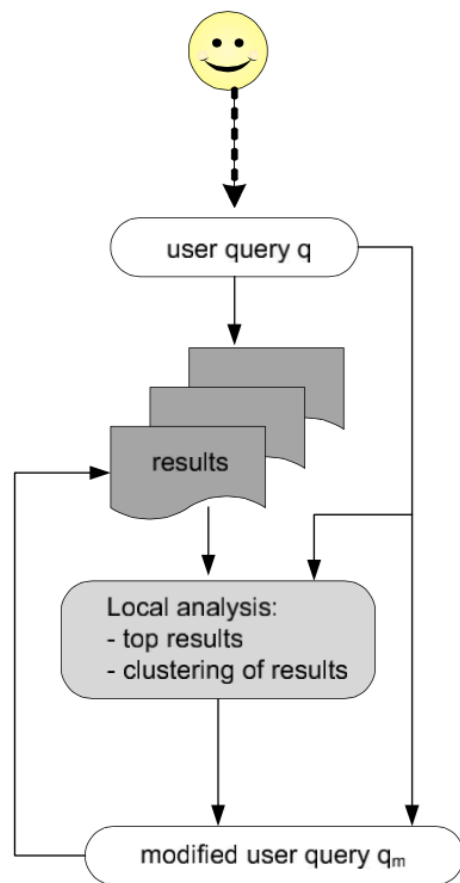 user query q
results
Local analysis:
- top results
- clustering of results
modified user query qₘ